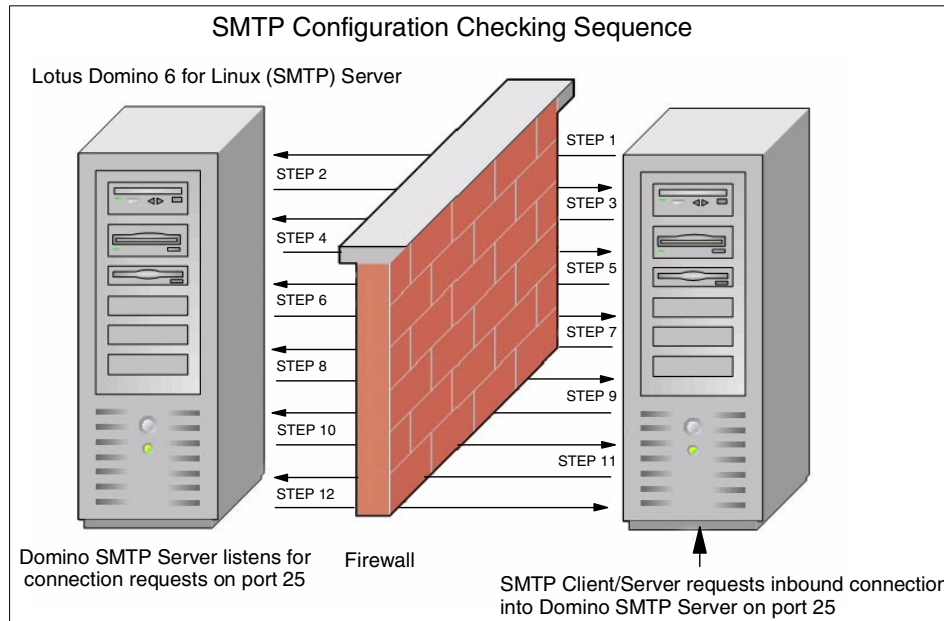 SMTP Configuration Checking Sequence
Lotus Domino 6 for Linux (SMTP) Server
STEP 1
STEP 2
STEP 3
STEP 4
STEP 5
STEP 6
STEP 7
STEP 8
STEP 9
STEP 10
STEP 11
STEP 12
Domino SMTP Server listens for
connection requests on port 25
Firewall
SMTP Client/Server requests inbound connection
into Domino SMTP Server on port 25